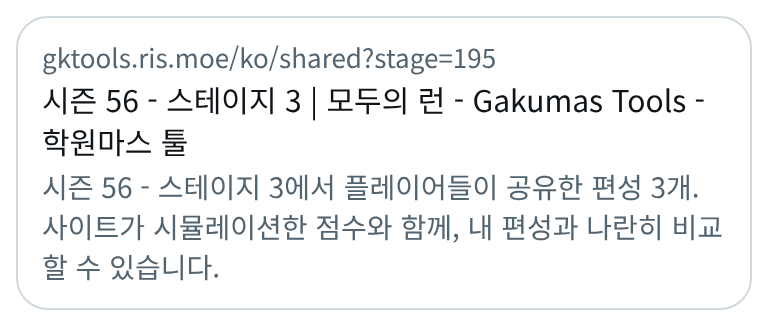 gktools.ris.moe/ko/shared?stage=195
시즌 56 - 스테이지 3 | 모두의 런 - Gakumas Tools -
학원마스 툴
시즌 56 - 스테이지 3에서 플레이어들이 공유한 편성 3개.
사이트가 시뮬레이션한 점수와 함께, 내 편성과 나란히 비교
할 수 있습니다.